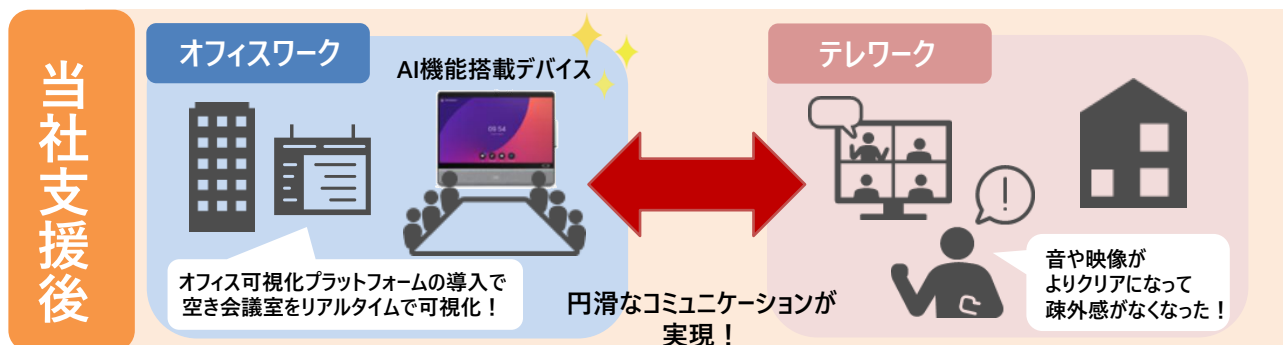 当社支援後
オフィスワーク
AI機能搭載デバイス
09:54
オフィス可視化プラットフォームの導入で
空き会議室をリアルタイムで可視化！
円滑なコミュニケーションが
実現！
テレワーク
音や映像が
よりクリアになって
疎外感がなくなった！